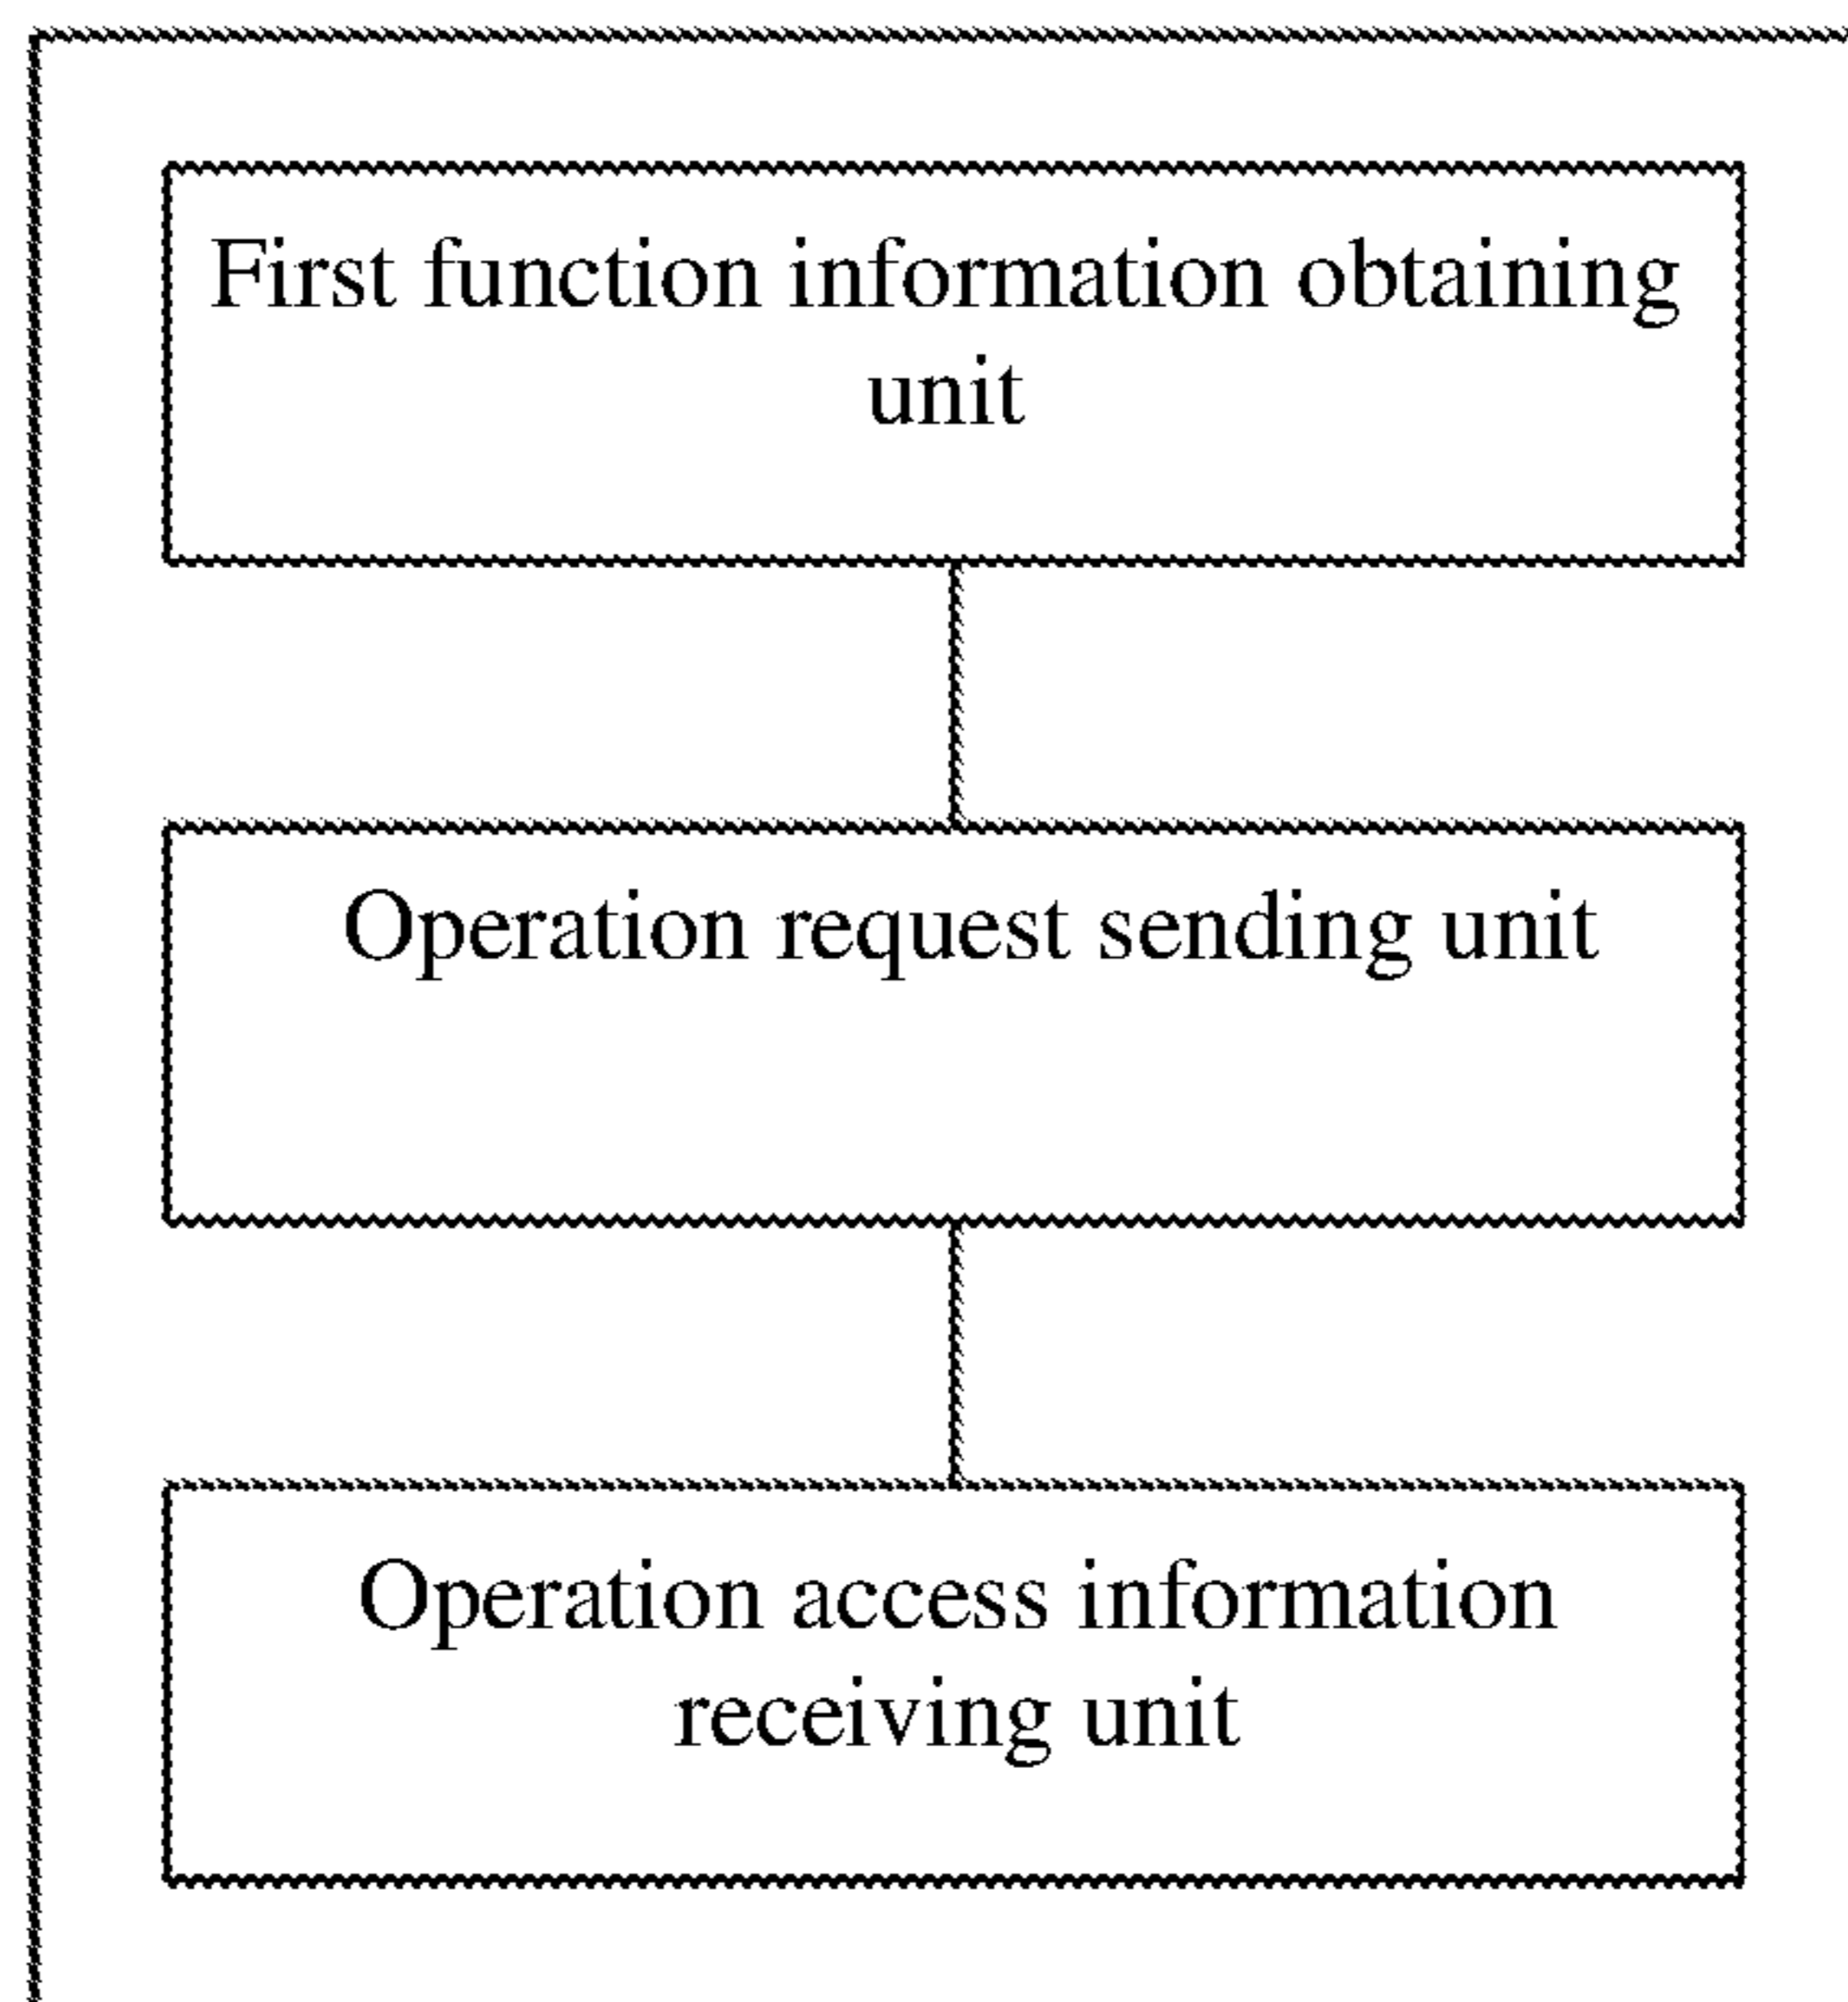 First function information obtaining
unit
Operation request sending unit
Operation access information
receiving unit